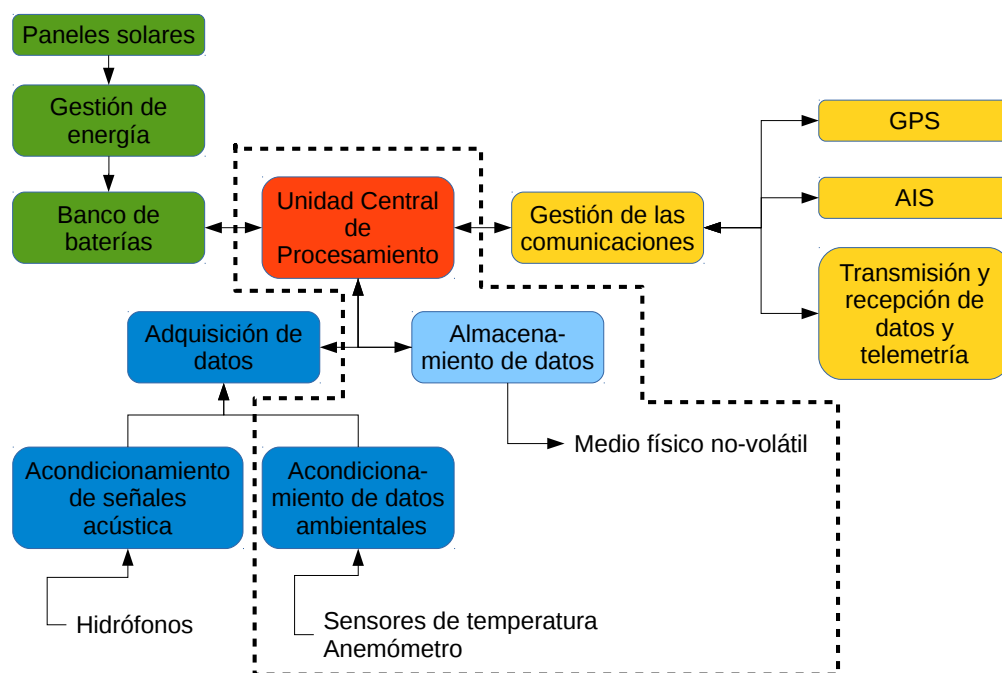 Paneles solares
Gestión de
energía
Banco de
baterías
Unidad Central
de
Procesamiento
Gestión de las
comunicaciones
GPS
AIS
Transmisión y
recepción de
datos y
telemetría
Adquisición de
datos
Almacena-
miento de datos
Medio físico no-volátil
Acondicionamiento
de señales
acústica
Acondiciona-
miento de datos
ambientales
Hidrófonos
Sensores de temperatura
Anemómetro